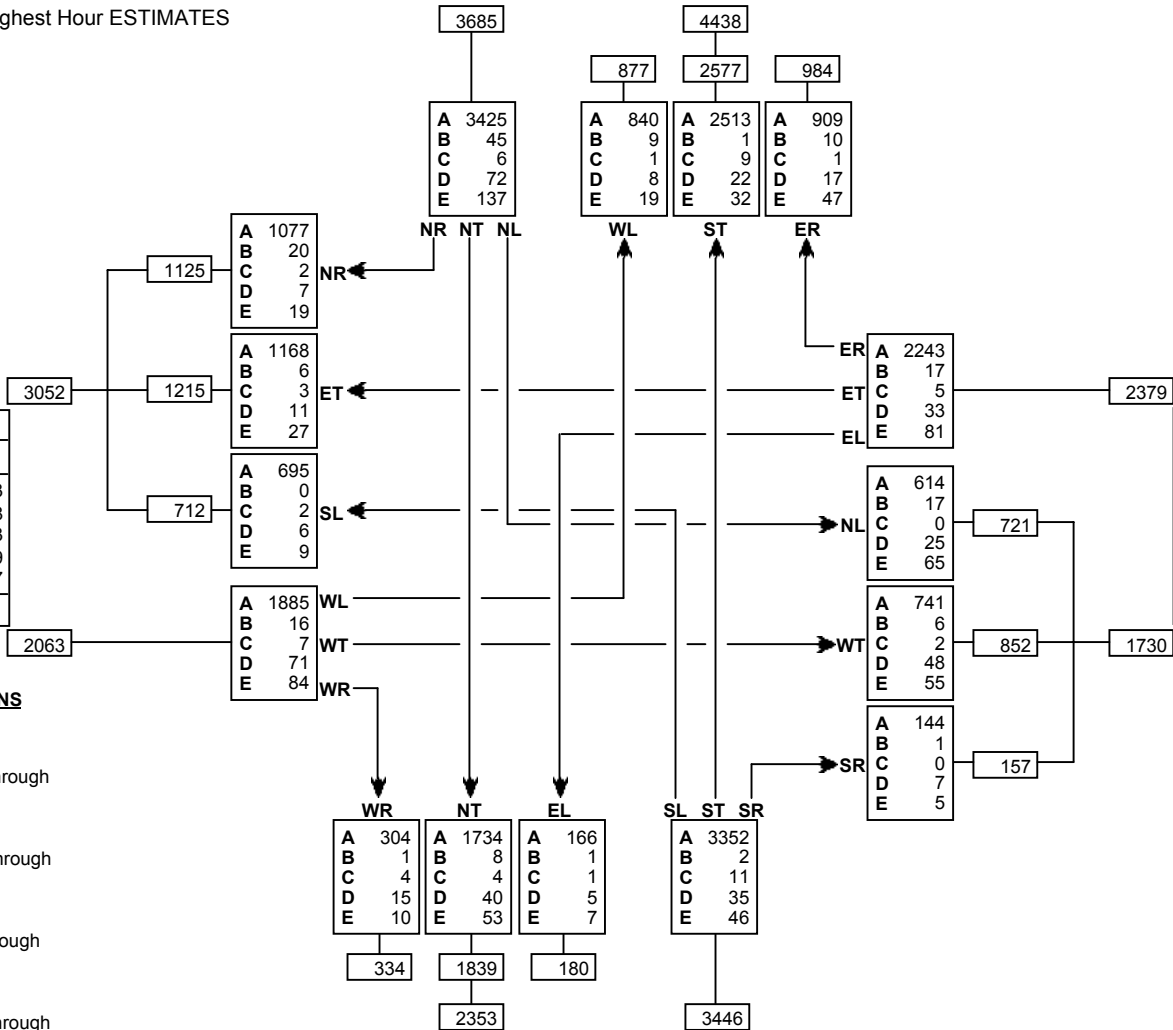 ghest Hour ESTIMATES
3685
4438
877
2577
984
A 3425
B 45
C 6
D 72
E 137
A 840
B 9
C 1
D 8
E 19
A 2513
B 1
C 9
D 22
E 32
A 909
B 10
C 1
D 17
E 47
NR NT NL
WL
ST
ER
1125
A 1077
B 20
C 2
D 7
E 19
NR
3052
1215
A 1168
B 6
C 3
D 11
E 27
ET
ER
ET
EL
A 2243
B 17
C 5
D 33
E 81
2379
712
A 695
B 0
C 2
D 6
E 9
SL
NL
A 614
B 17
C 0
D 25
E 65
721
2063
A 1885
B 16
C 7
D 71
E 84
WL
WT
WR
WT
A 741
B 6
C 2
D 48
E 55
852
1730
NS
SR
A 144
B 1
C 0
D 7
E 5
157
rough
WR
NT
EL
SL ST SR
A 304
B 1
C 4
D 15
E 10
A 1734
B 8
C 4
D 40
E 53
A 166
B 1
C 1
D 5
E 7
A 3352
B 2
C 11
D 35
E 46
hrough
ough
334
1839
180
2353
3446
rough